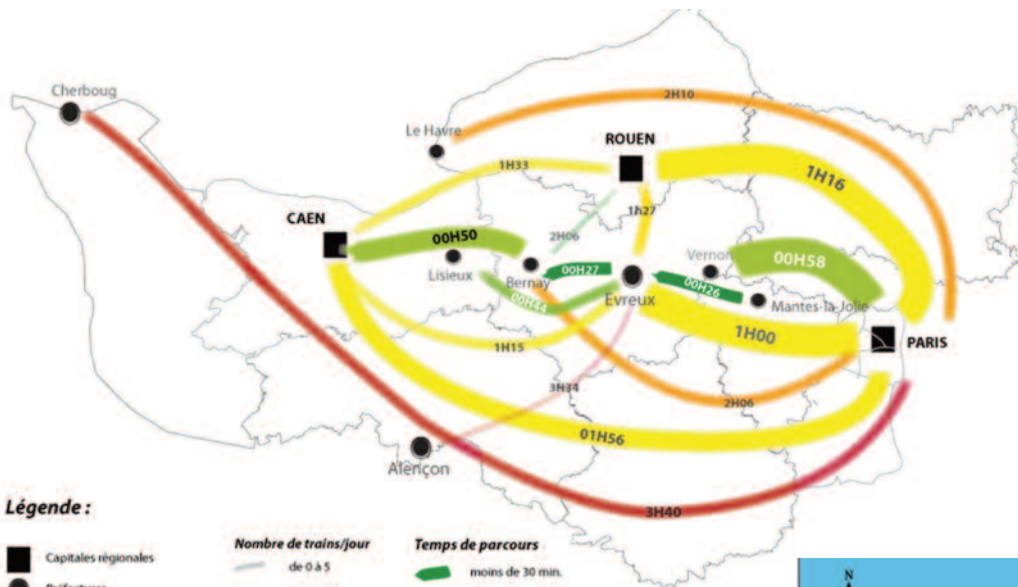 Cherboug
2H10
Le Havre
ROUEN
1H33
1H16
1h27
CAEN
00H50
2H06
Vernon
00H58
Lisieux
Bernay
00H27
Evreux
00H26
Mantes-la-Jolie
00H44
1H00
PARIS
1H15
3H34
2H06
01H56
Alençon
3H40
Légende :
Capitales régionales
Nombre de trains/jour
de 0 à 5
Temps de parcours
moins de 30 min.
N